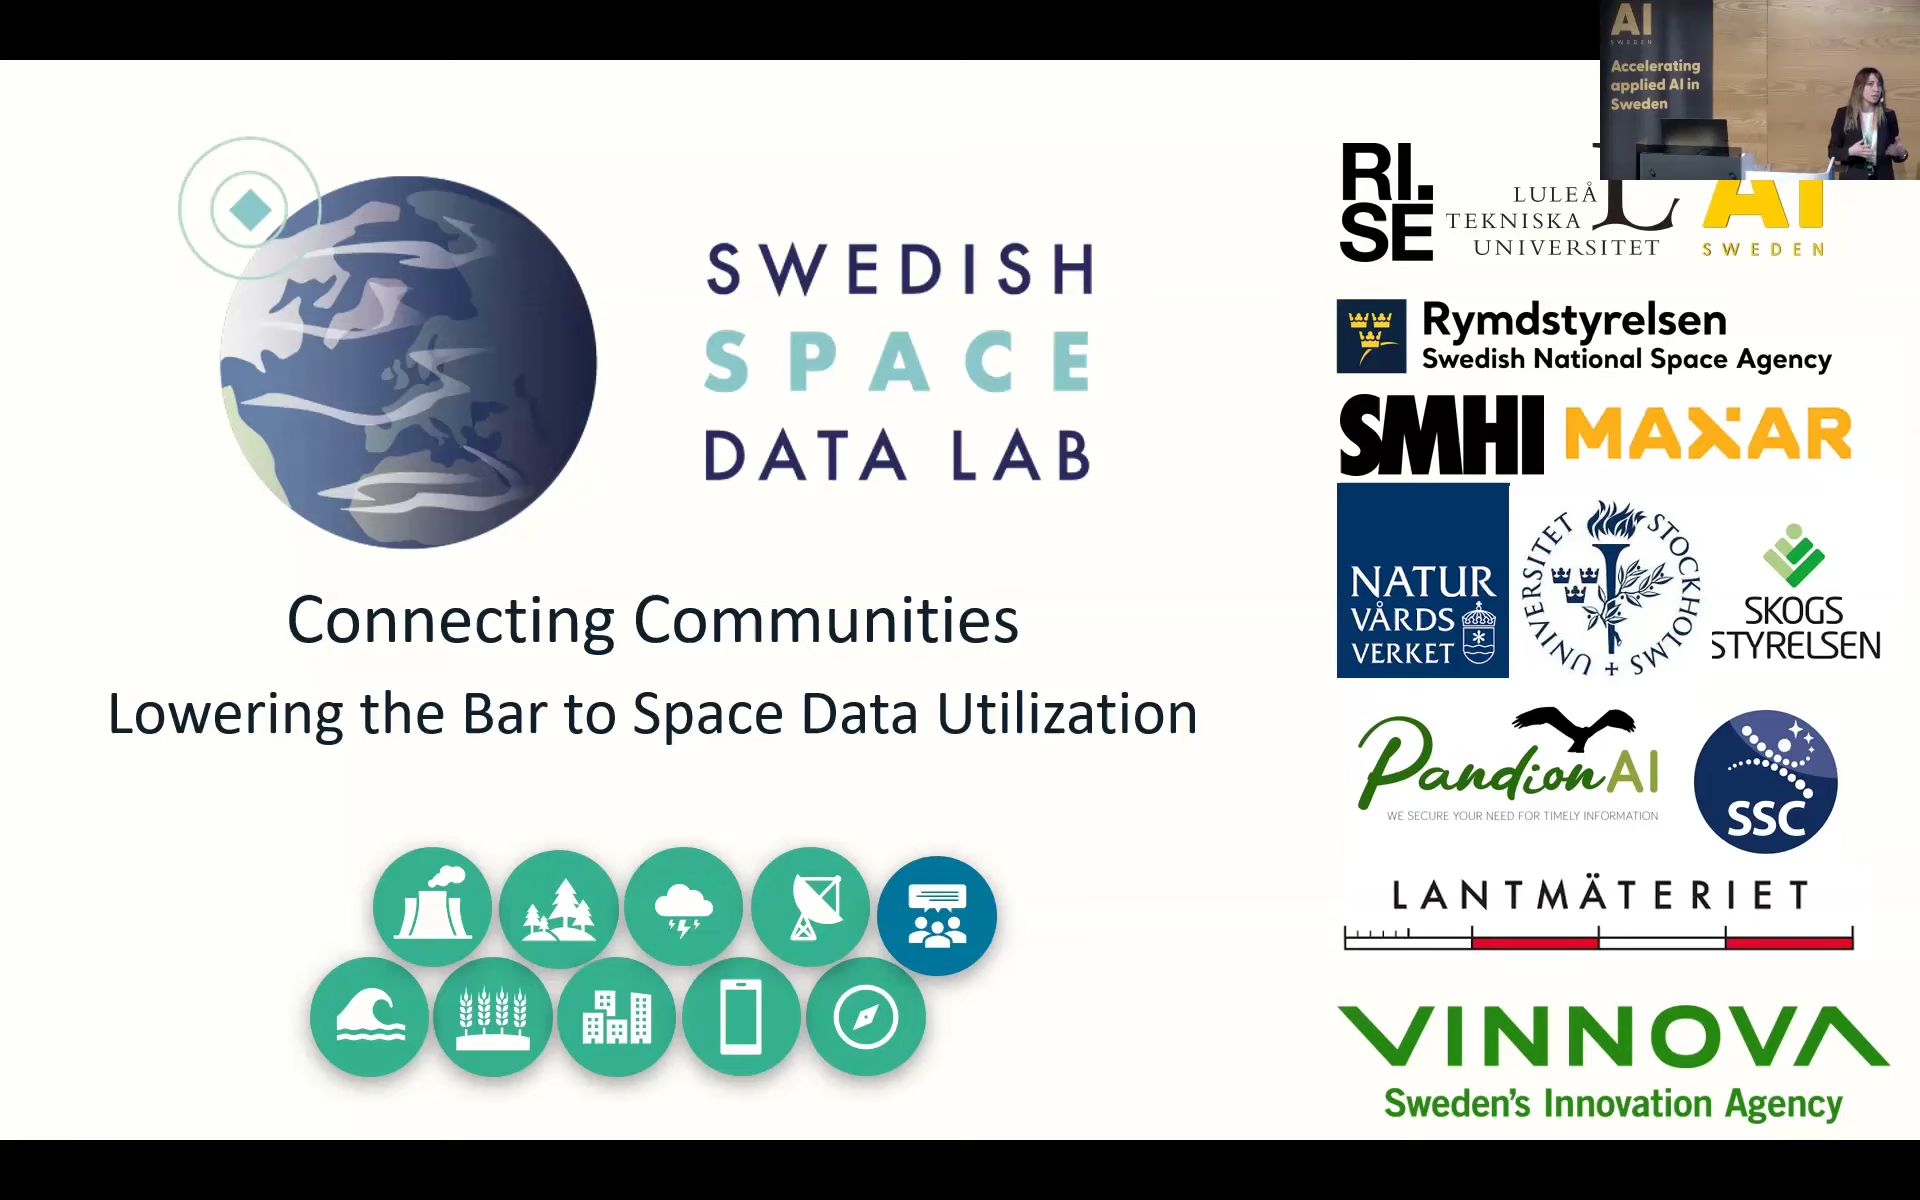 AI
SWEDEN
Accelerating
applied AI in
Sweden
SWEDISH
SPACE
DATA LAB
Connecting Communities
Lowering the Bar to Space Data Utilization
RI.
SE
LULEÅ
TEKNISKA
UNIVERSITET
L
AI
SWEDEN
Rymdstyrelsen
Swedish National Space Agency
SMHI
MAXAR
NATUR
VÅRDS
VERKET
STOCKHOLMS UNIVERSITET
SKOGS
STYRELSEN
PandionAI
WE SECURE YOUR NEED FOR TIMELY INFORMATION
SSC
LANTMÄTERIET
VINNOVA
Sweden's Innovation Agency